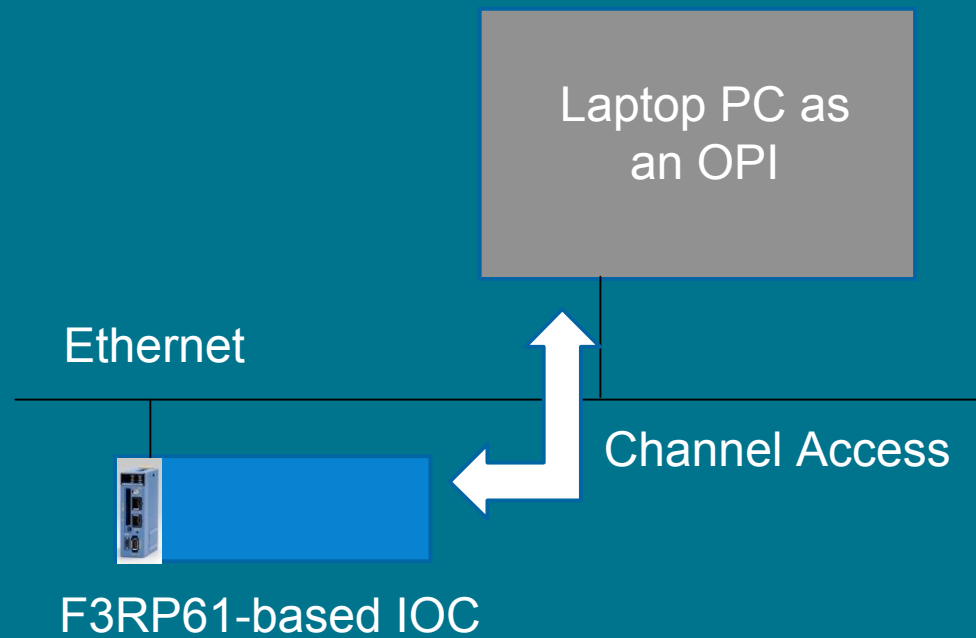 Laptop PC as
an OPI
Ethernet
Channel Access
F3RP61-based IOC